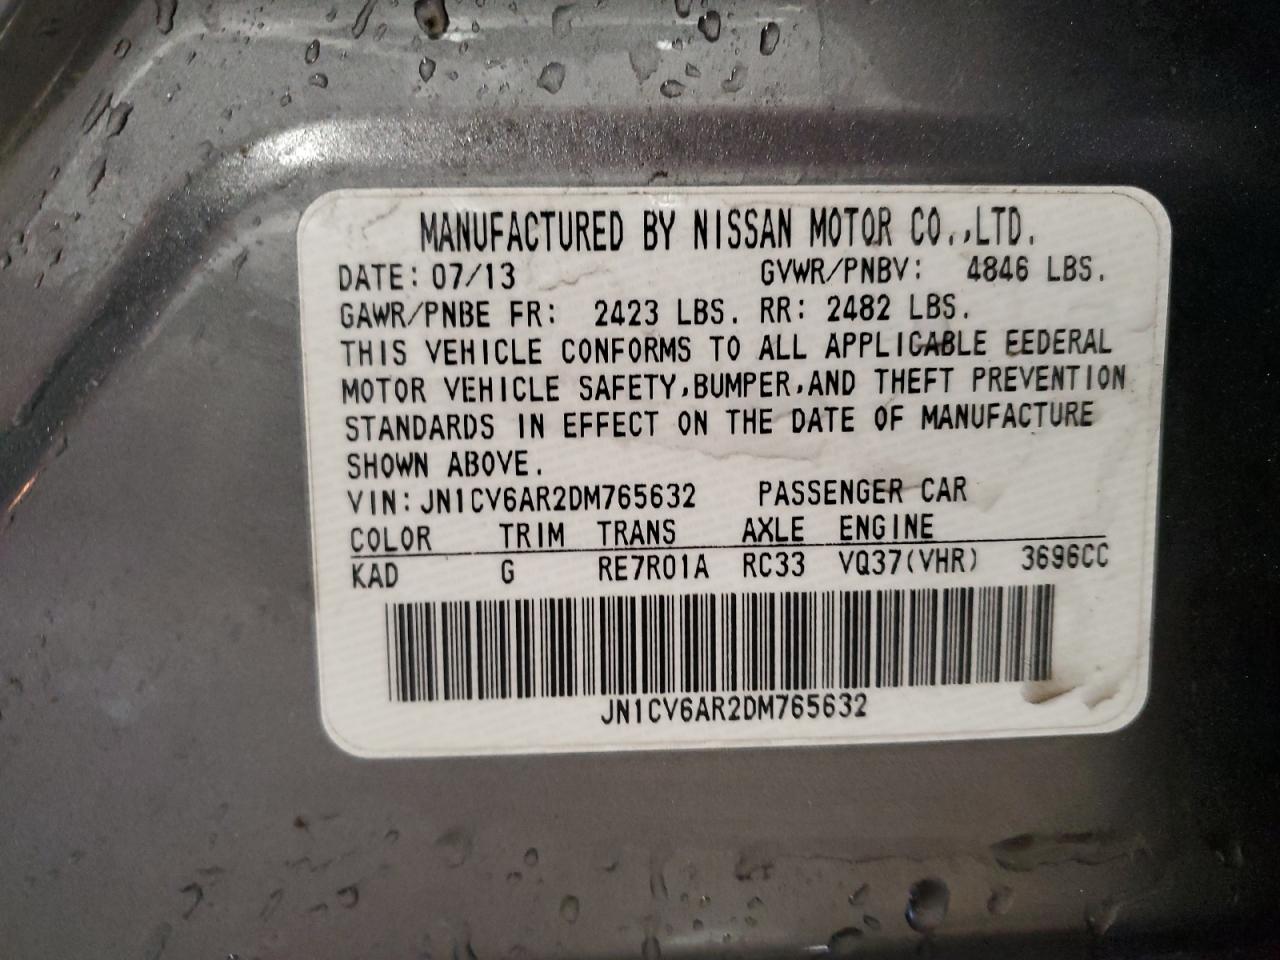 MANUFACTURED BY NISSAN MOTOR CO.,LTD.
DATE: 07/13 GVWR/PNBV: 4846 LBS.
GAWR/PNBE FR: 2423 LBS. RR: 2482 LBS.
THIS VEHICLE CONFORMS TO ALL APPLICABLE FEDERAL
MOTOR VEHICLE SAFETY,BUMPER,AND THEFT PREVENTION
STANDARDS IN EFFECT ON THE DATE OF MANUFACTURE
SHOWN ABOVE.
VIN: JN1CV6AR2DM765632 PASSENGER CAR
COLOR TRIM TRANS AXLE ENGINE
KAD G RE7R01A RC33 VQ37(VHR) 3696CC
JN1CV6AR2DM765632